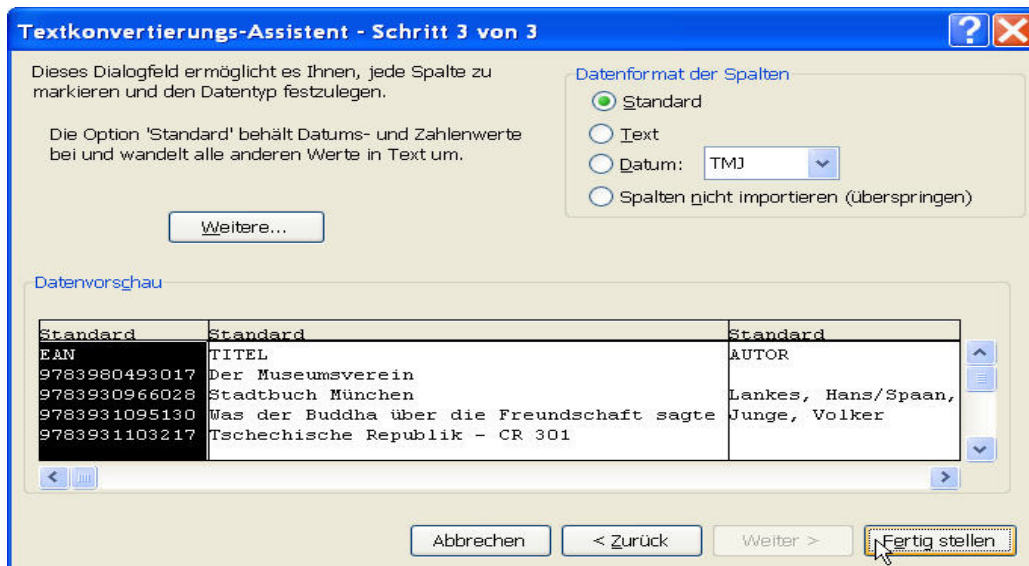 Textkonvertierungs-Assistent - Schritt 3 von 3
Dieses Dialogfeld ermöglicht es Ihnen, jede Spalte zu
markieren und den Datentyp festzulegen.
Die Option 'Standard' behält Datums- und Zahlenwerte
bei und wandelt alle anderen Werte in Text um.
Weitere...
Datenformat der Spalten
Standard
Text
Datum: TMJ
Spalten nicht importieren (überspringen)
Datenvorschau
Standard Standard Standard
EAN TITEL AUTOR
9783980493017 Der Museumsverein
9783930966028 Stadtbuch München Lankes, Hans/Spaan,
9783931095130 Was der Buddha über die Freundschaft sagte Junge, Volker
9783931103217 Tschechische Republik - CR 301
Abbrechen < Zurück Weiter > Fertig stellen